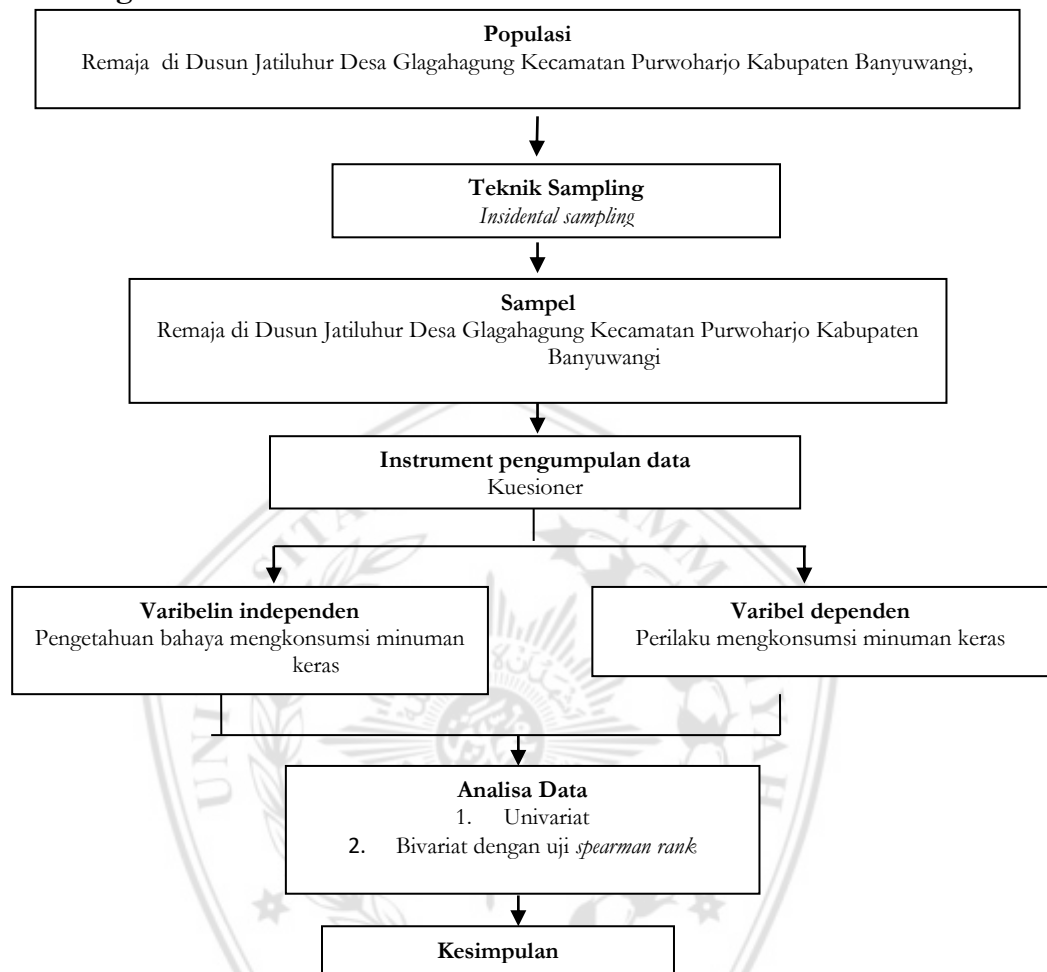 Populasi
Remaja di Dusun Jatiluhur Desa Glagahagung Kecamatan Purwoharjo Kabupaten Banyuwangi,
Teknik Sampling
Insidental sampling
Sampel
Remaja di Dusun Jatiluhur Desa Glagahagung Kecamatan Purwoharjo Kabupaten
Banyuwangi
Instrument pengumpulan data
Kuesioner
Varibelin independen
Pengetahuan bahaya mengkonsumsi minuman
keras
Varibel dependen
Perilaku mengkonsumsi minuman keras
Analisa Data
1. Univariat
2. Bivariat dengan uji spearman rank
Kesimpulan